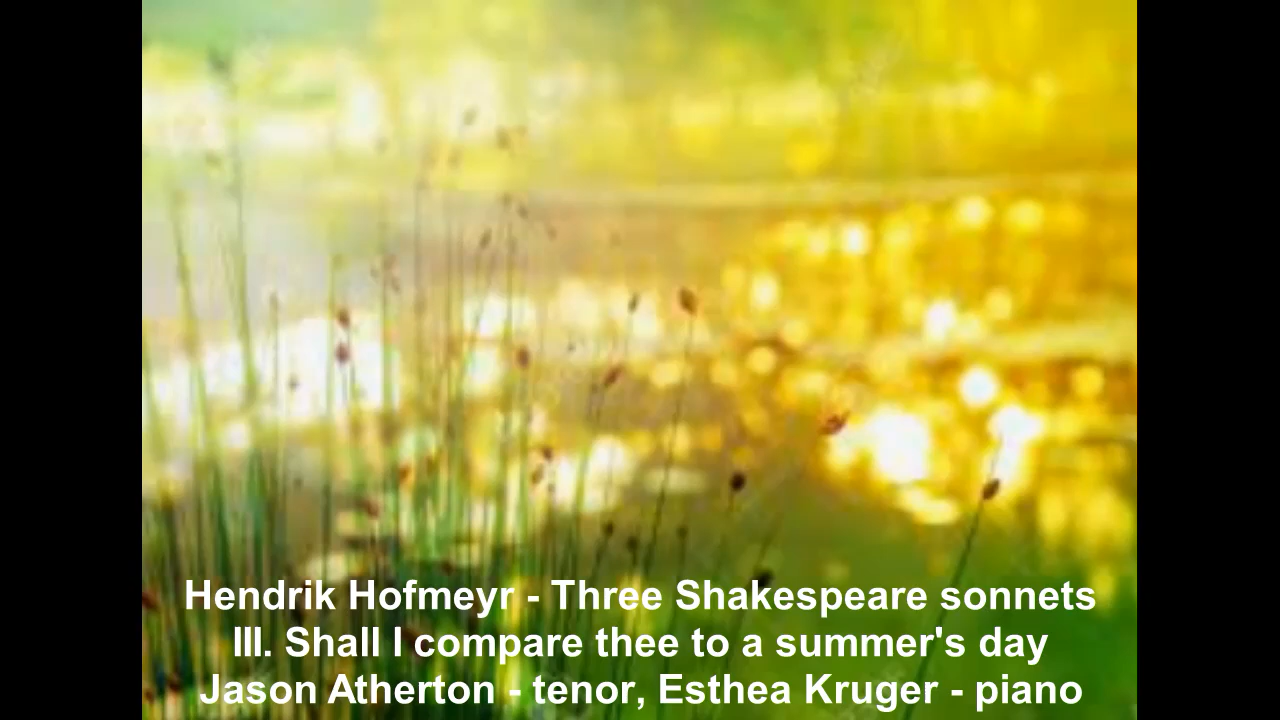 Hendrik Hofmeyr - Three Shakespeare sonnets
III. Shall I compare thee to a summer's day
Jason Atherton - tenor, Esthea Kruger - piano